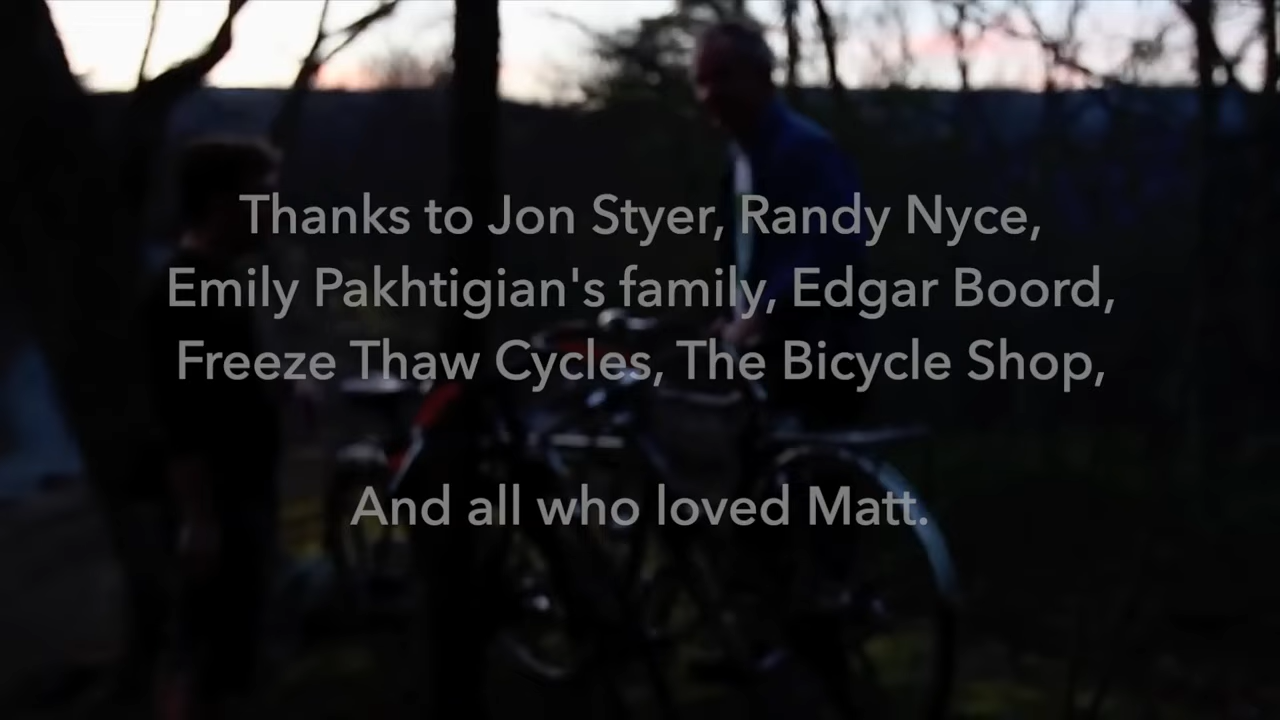 Thanks to Jon Styer, Randy Nyce,
Emily Pakhtigian's family, Edgar Boord,
Freeze Thaw Cycles, The Bicycle Shop,
And all who loved Matt.